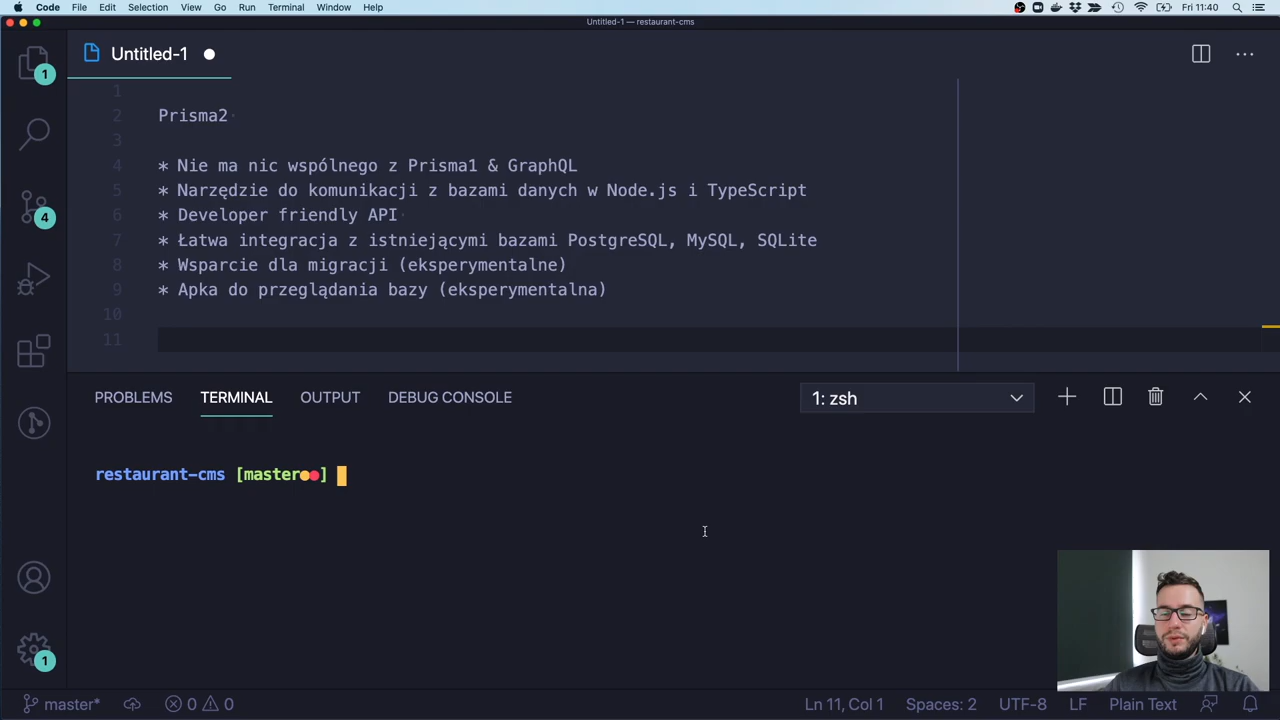 Code File Edit Selection View Go Run Terminal Window Help Fri 11:40
Untitled-1 — restaurant-cms
Untitled-1
1
1
2 Prisma2
3
4 * Nie ma nic wspólnego z Prisma1 & GraphQL
5 * Narzędzie do komunikacji z bazami danych w Node.js i TypeScript
6 * Developer friendly API
7 * Łatwa integracja z istniejącymi bazami PostgreSQL, MySQL, SQLite
8 * Wsparcie dla migracji (eksperymentalne)
9 * Apka do przeglądania bazy (eksperymentalna)
10
11
4
PROBLEMS TERMINAL OUTPUT DEBUG CONSOLE 1: zsh
restaurant-cms [master]
1
master* 0 0 Ln 11, Col 1 Spaces: 2 UTF-8 LF Plain Text